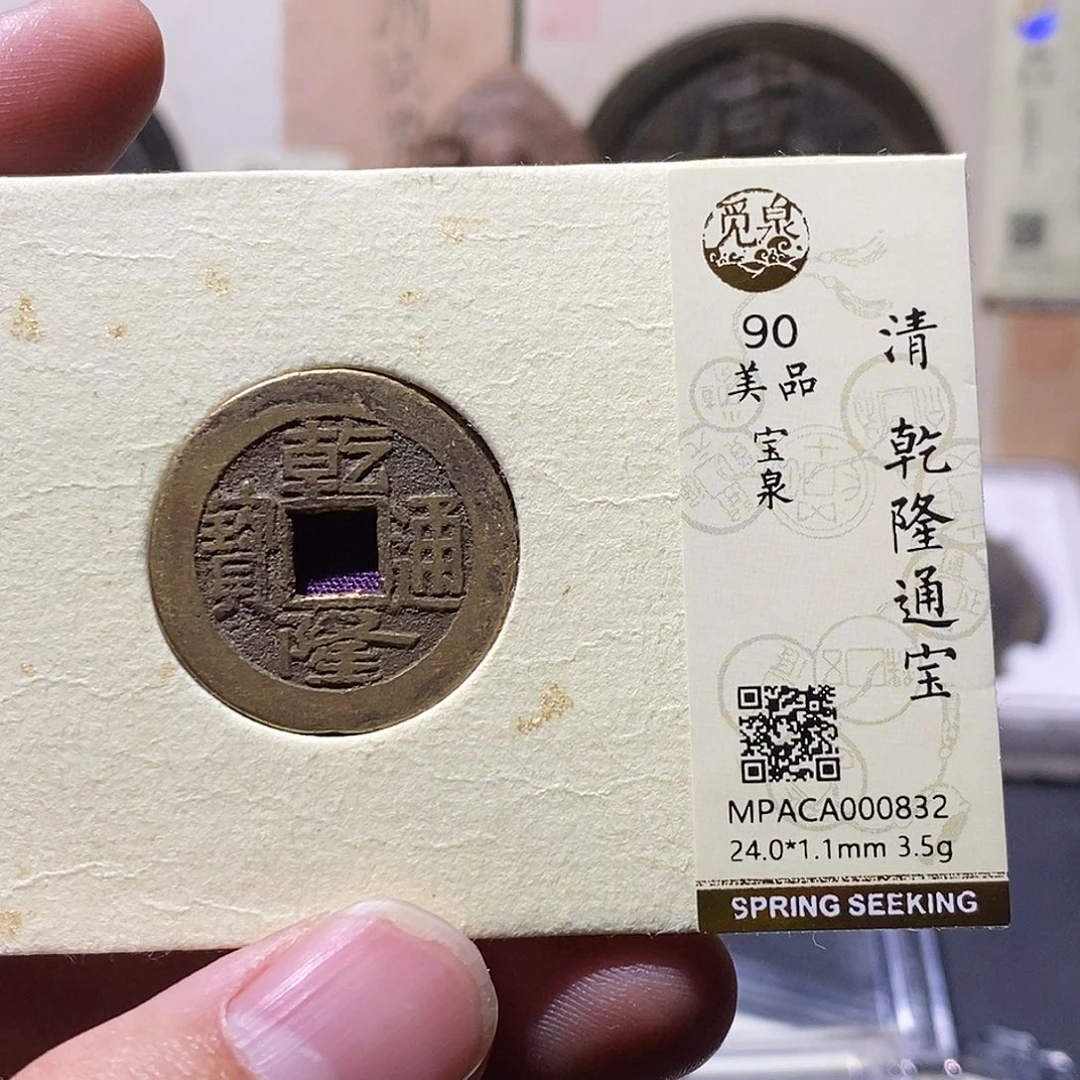 乾隆通寶
觅泉
90
美品
宝泉
清 乾隆通宝
MPACA000832
24.0*1.1mm 3.5g
SPRING SEEKING